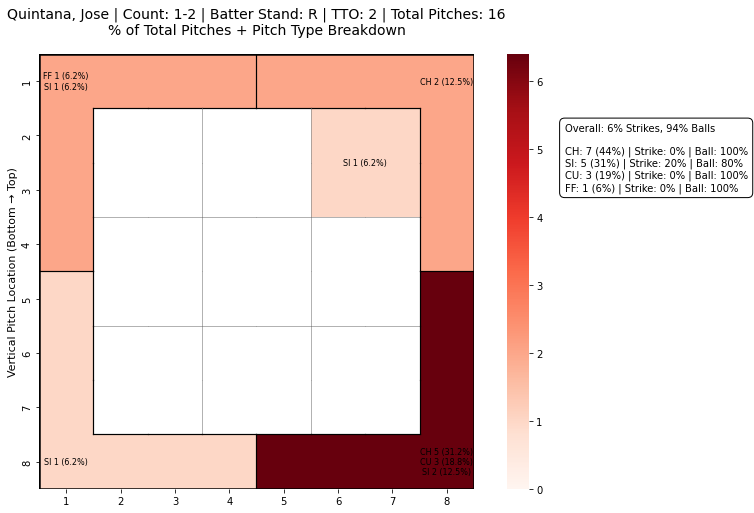 Quintana, Jose | Count: 1-2 | Batter Stand: R | TTO: 2 | Total Pitches: 16
% of Total Pitches + Pitch Type Breakdown
FF 1 (6.2%)
SI 1 (6.2%)
CH 2 (12.5%)
SI 1 (6.2%)
SI 1 (6.2%)
CH 5 (31.2%)
CU 3 (18.8%)
SI 2 (12.5%)
Vertical Pitch Location (Bottom → Top)
1
2
3
4
5
6
7
8
1 2 3 4 5 6 7 8
6
5
4
3
2
1
0
Overall: 6% Strikes, 94% Balls
CH: 7 (44%) | Strike: 0% | Ball: 100%
SI: 5 (31%) | Strike: 20% | Ball: 80%
CU: 3 (19%) | Strike: 0% | Ball: 100%
FF: 1 (6%) | Strike: 0% | Ball: 100%